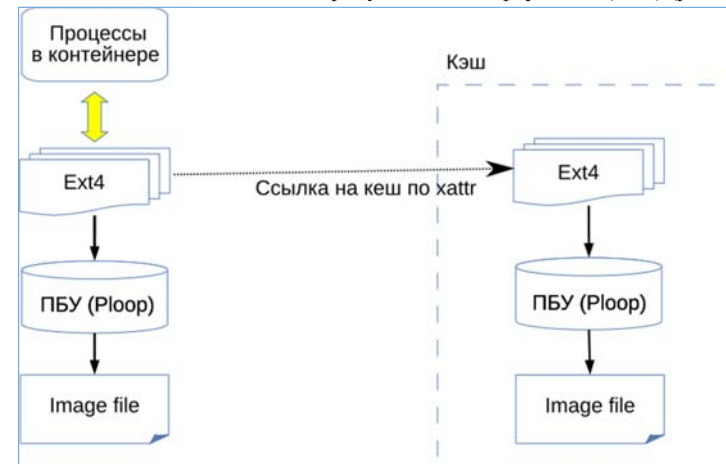 Процессы
в контейнере
Кэш
Ext4
Ext4
Ссылка на кеш по xattr
ПБУ (Ploop)
ПБУ (Ploop)
Image file
Image file